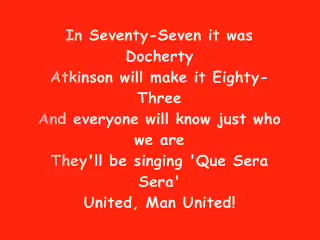 In Seventy-Seven it was
Docherty
Atkinson will make it Eighty-
Three
And everyone will know just who
we are
They'll be singing 'Que Sera
Sera'
United, Man United!